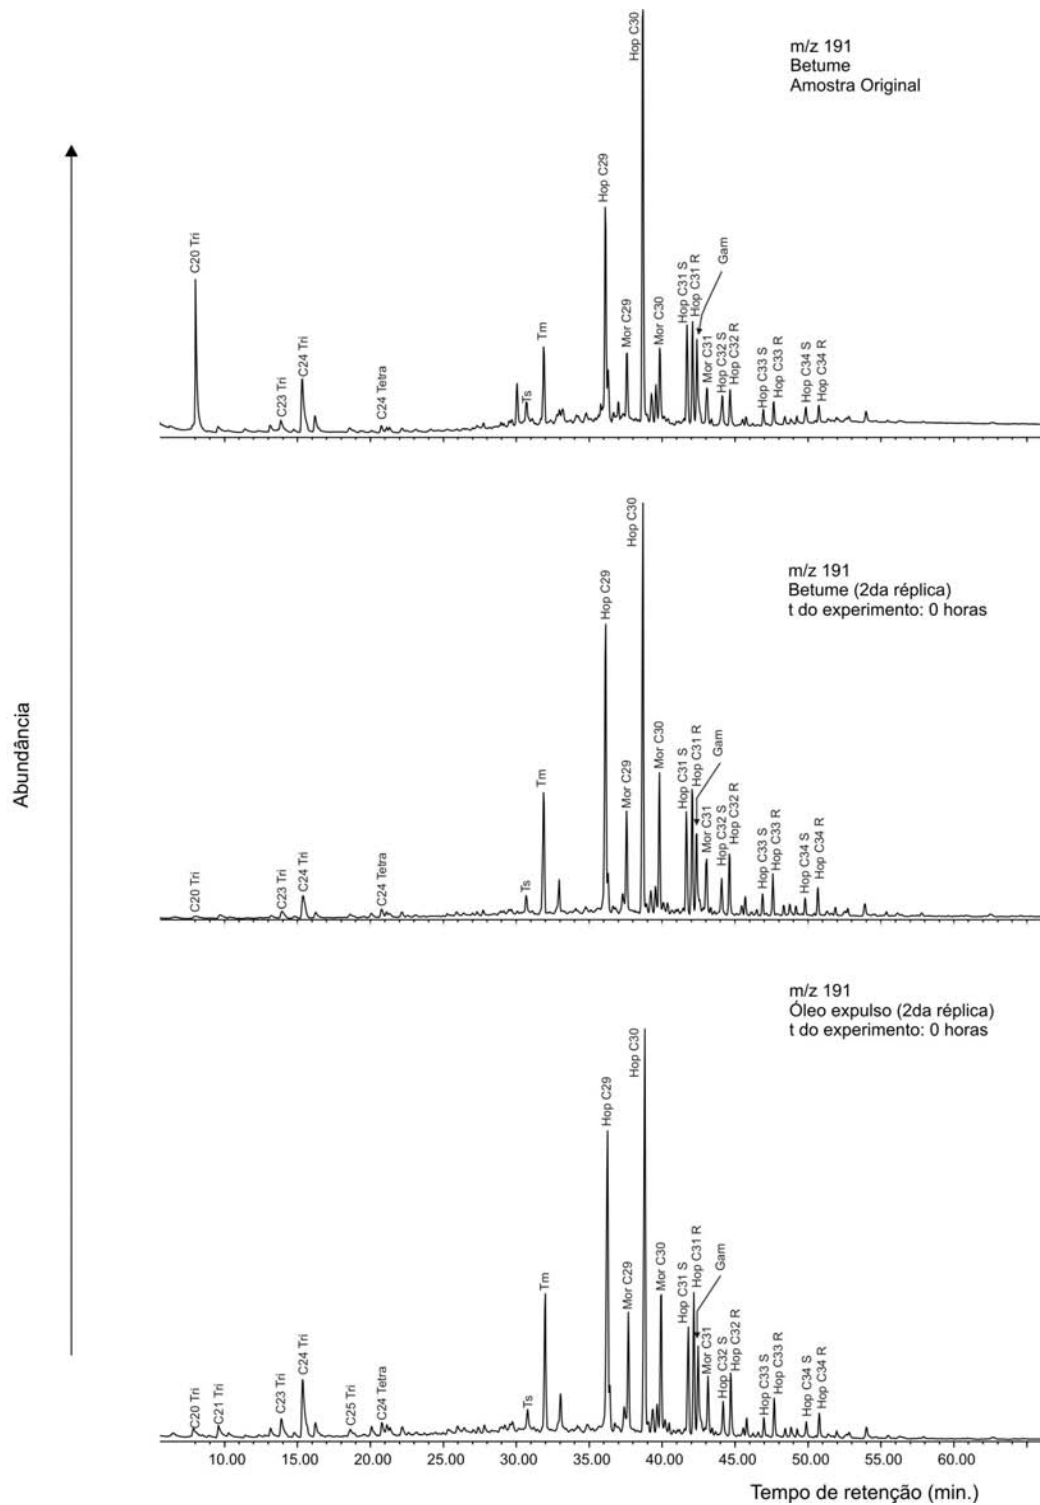 m/z 191
Betume
Amostra Original
C20 Tri
C23 Tri
C24 Tri
C24 Tetra
Ts
Tm
Hop C29
Mor C29
Hop C30
Mor C30
Hop C31 S
Hop C31 R
Gam
Mor C31
Hop C32 S
Hop C32 R
Hop C33 S
Hop C33 R
Hop C34 S
Hop C34 R
Abundância
m/z 191
Betume (2da réplica)
t do experimento: 0 horas
C20 Tri
C23 Tri
C24 Tri
C24 Tetra
Ts
Tm
Hop C29
Mor C29
Hop C30
Mor C30
Hop C31 S
Hop C31 R
Gam
Mor C31
Hop C32 S
Hop C32 R
Hop C33 S
Hop C33 R
Hop C34 S
Hop C34 R
m/z 191
Óleo expulso (2da réplica)
t do experimento: 0 horas
C20 Tri
C21 Tri
C23 Tri
C24 Tri
C25 Tri
C24 Tetra
Ts
Tm
Hop C29
Mor C29
Hop C30
Mor C30
Hop C31 S
Hop C31 R
Gam
Mor C31
Hop C32 S
Hop C32 R
Hop C33 S
Hop C33 R
Hop C34 S
Hop C34 R
10.00 15.00 20.00 25.00 30.00 35.00 40.00 45.00 50.00 55.00 60.00
Tempo de retenção (min.)